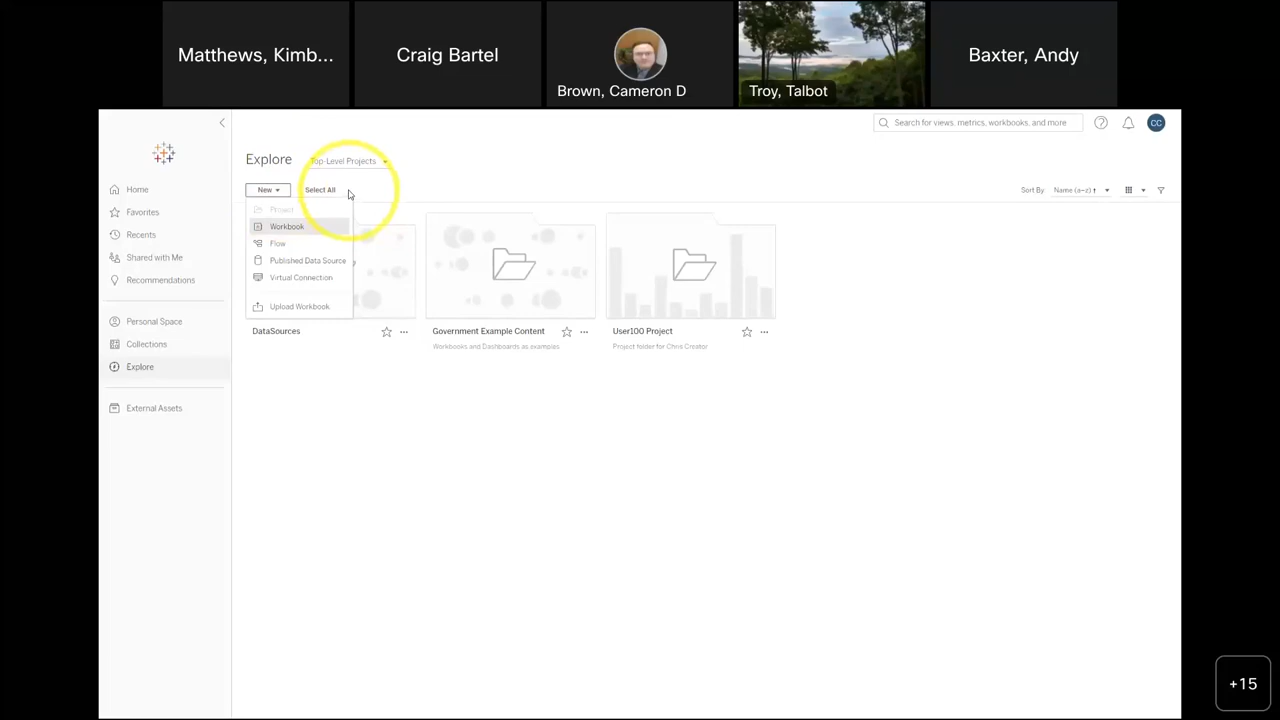 Matthews, Kimb...
Craig Bartel
Brown, Cameron D
Troy, Talbot
Baxter, Andy
Search for views, metrics, workbooks, and more
CC
Explore
Top-Level Projects
Home
New
Select All
Sort By: Name (a–z) ↑
Project
Favorites
Workbook
Recents
Flow
Shared with Me
Published Data Source
Recommendations
Virtual Connection
Upload Workbook
Personal Space
DataSources
Government Example Content
User100 Project
Collections
Workbooks and Dashboards as examples
Project folder for Chris Creator
Explore
External Assets
+15